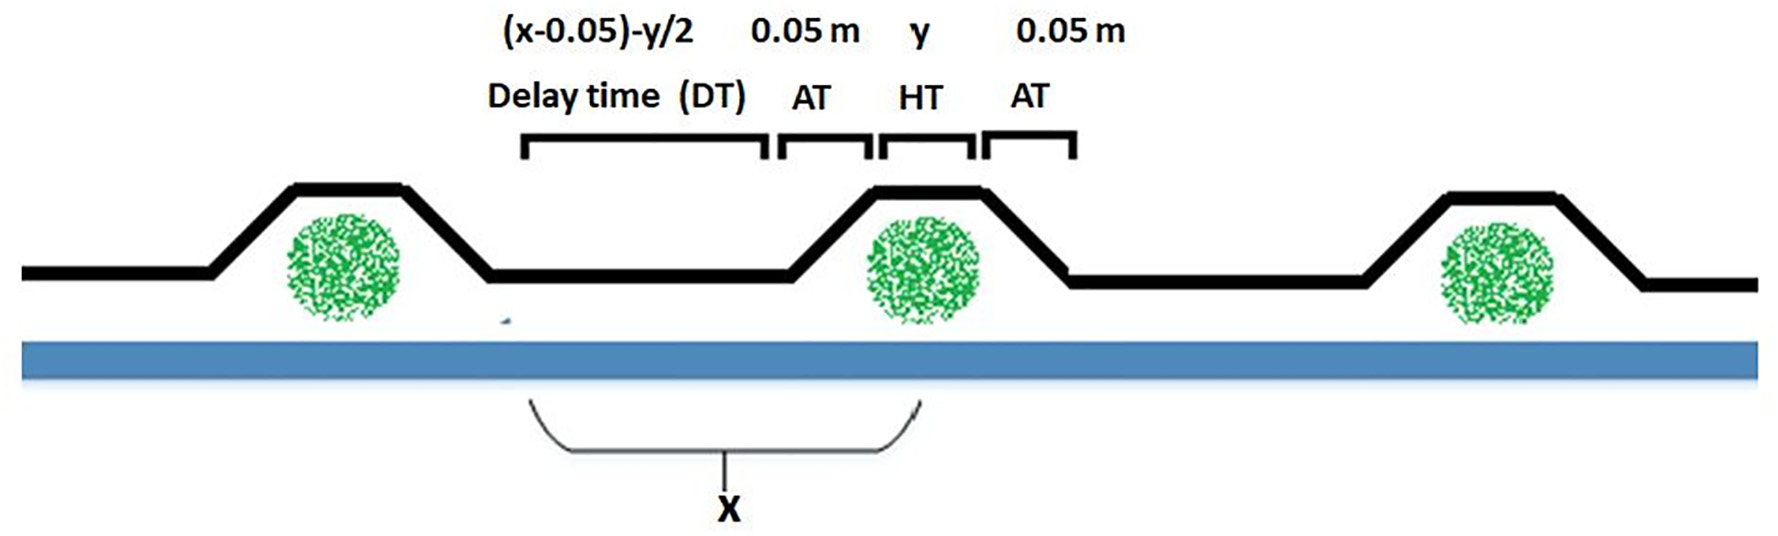 (x-0.05)-y/2 0.05 m y 0.05 m
Delay time (DT) AT HT AT
X